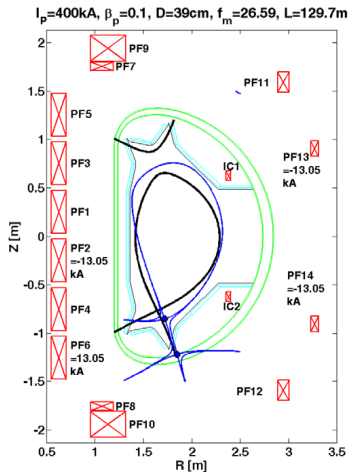 I_P=400kA, β_p=0.1, D=39cm, f_m=26.59, L=129.7m
2
1.5
1
0.5
0
-0.5
-1
-1.5
-2
Z [m]
PF9
PF7
PF5
PF3
PF1
PF2
=-13.05
kA
PF4
PF6
=13.05
kA
PF8
PF10
PF11
IC1
PF13
=-13.05
kA
PF14
=-13.05
kA
IC2
PF12
0.5
1
1.5
2
2.5
3
3.5
R [m]